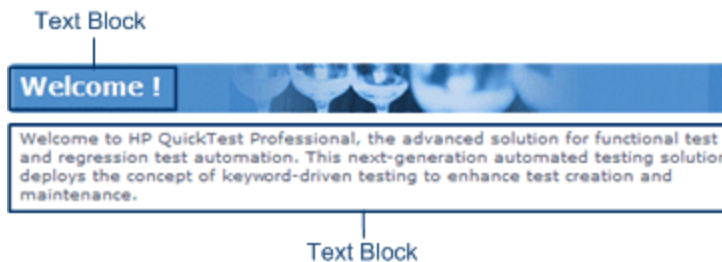 Text Block
Welcome !
Welcome to HP QuickTest Professional, the advanced solution for functional test
and regression test automation. This next-generation automated testing solution
deploys the concept of keyword-driven testing to enhance test creation and
maintenance.
Text Block